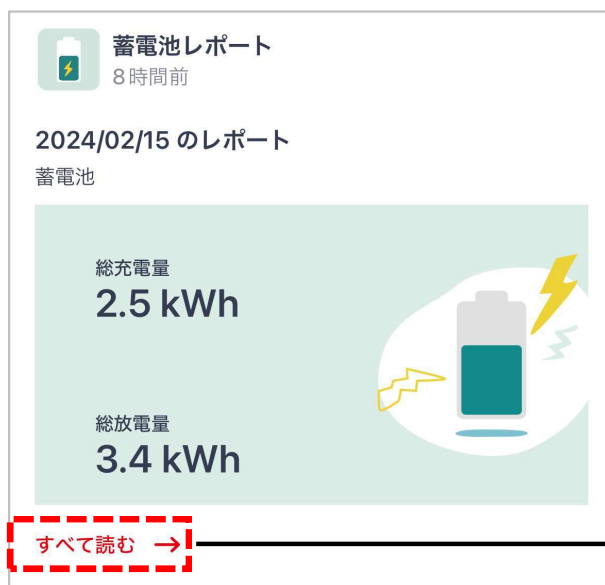 蓄電池レポート
8時間前
2024/02/15 のレポート
蓄電池
総充電量
2.5 kWh
総放電量
3.4 kWh
すべて読む →